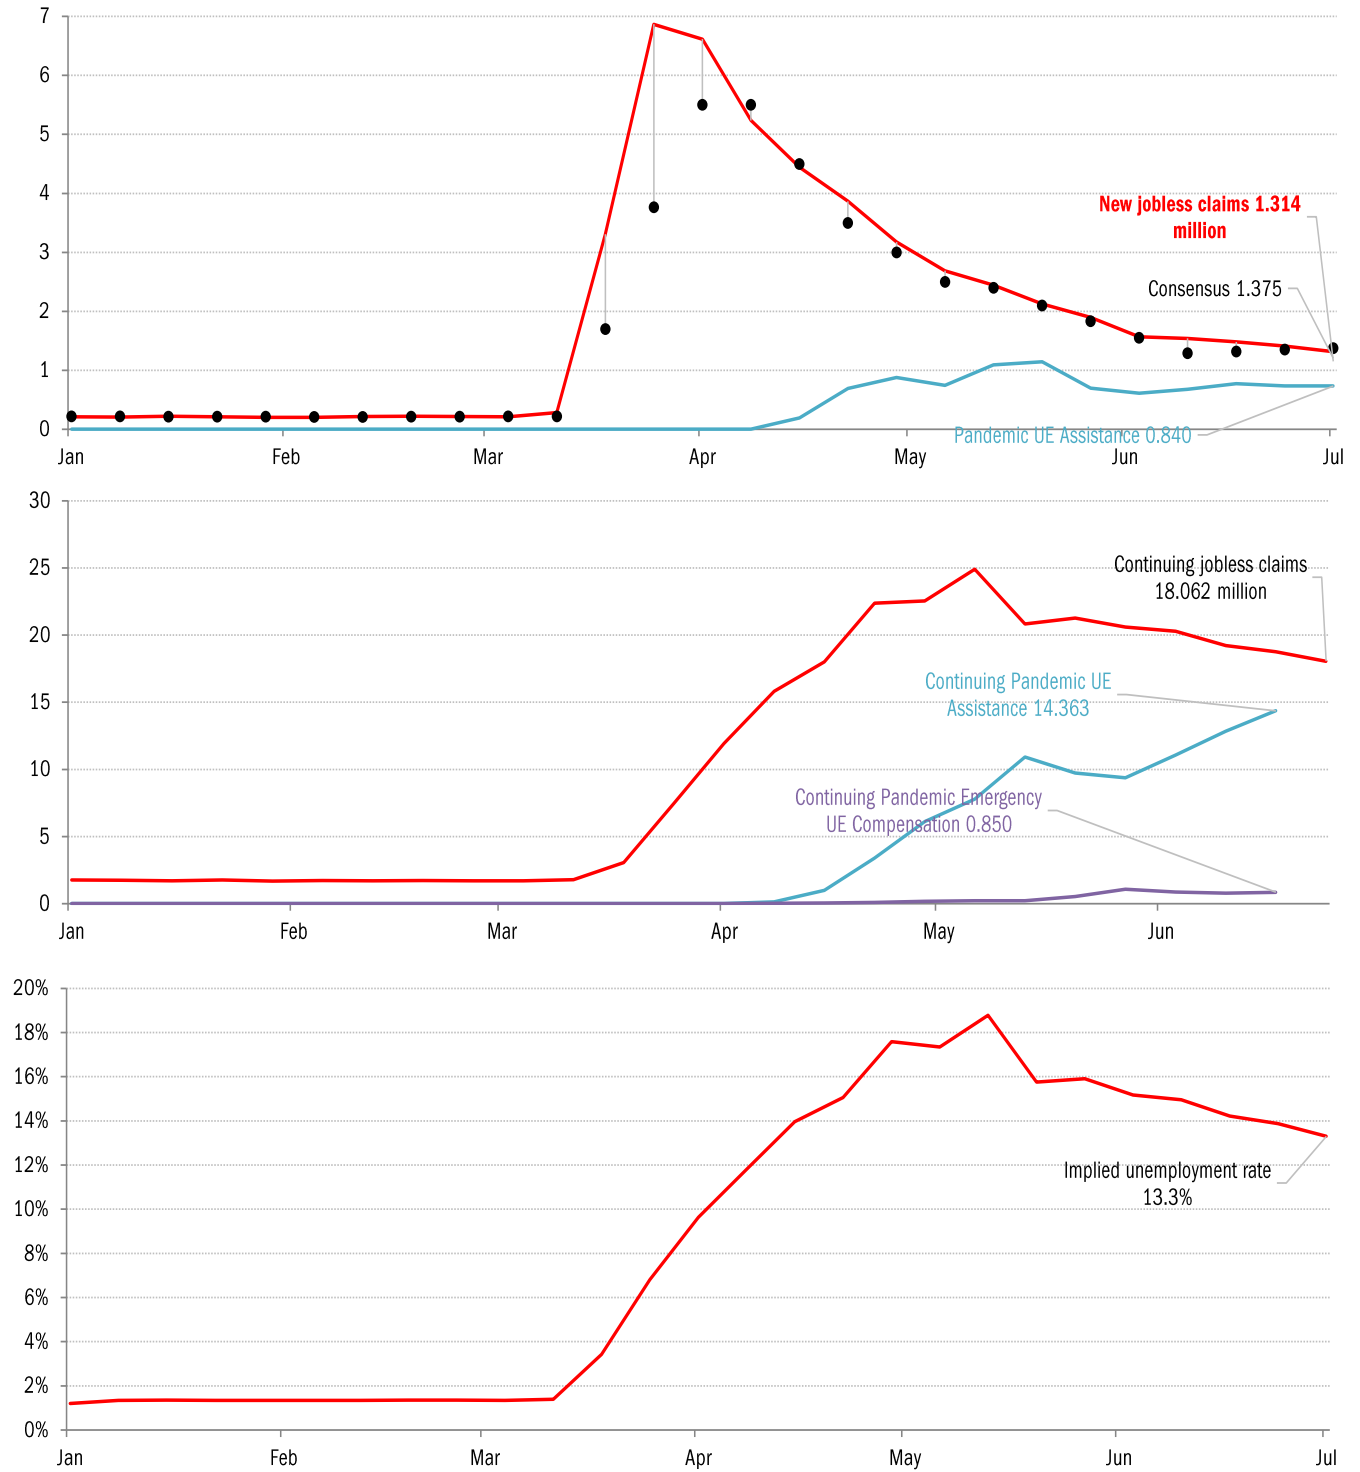 7
6
5
4
3
2
1
0
New jobless claims 1.314
million
Consensus 1.375
Pandemic UE Assistance 0.840
Jan Feb Mar Apr May Jun Jul
30
25
20
15
10
5
0
Continuing jobless claims
18.062 million
Continuing Pandemic UE
Assistance 14.363
Continuing Pandemic Emergency
UE Compensation 0.850
Jan Feb Mar Apr May Jun
20%
18%
16%
14%
12%
10%
8%
6%
4%
2%
0%
Implied unemployment rate
13.3%
Jan Feb Mar Apr May Jun Jul